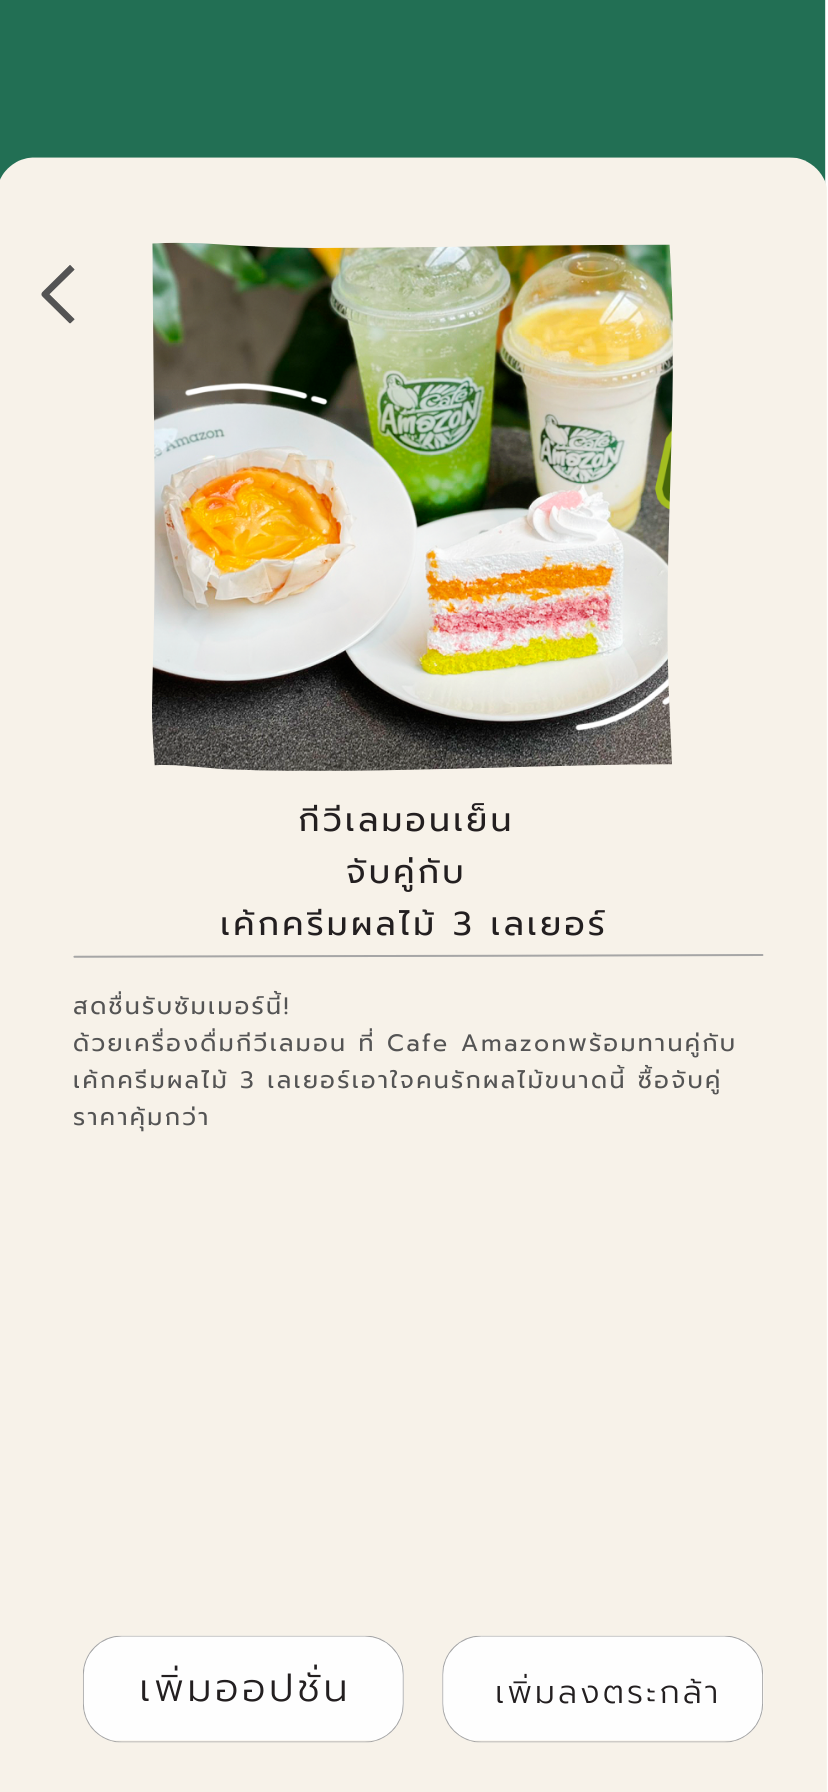 Amazon
Café
Amazon
Café
Amazon
กีวีเลมอนเย็น
จับคู่กับ
เค้กครีมผลไม้ 3 เลเยอร์
สดชื่นรับซัมเมอร์นี้!
ด้วยเครื่องดื่มกีวีเลมอน ที่ Cafe Amazonพร้อมทานคู่กับ
เค้กครีมผลไม้ 3 เลเยอร์เอาใจคนรักผลไม้ขนาดนี้ ซื้อจับคู่
ราคาคุ้มกว่า
เพิ่มออปชั่น
เพิ่มลงตระกล้า